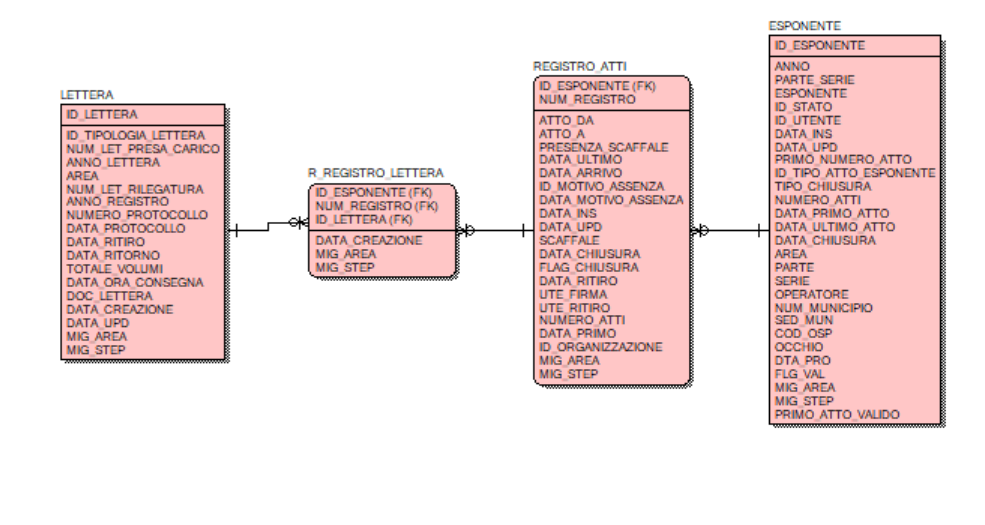 LETTERA
ID_LETTERA
ID_TIPOLOGIA_LETTERA
NUM_LET_PRESA_CARICO
ANNO_LETTERA
AREA
NUM_LET_RILEGATURA
ANNO_REGISTRO
NUMERO_PROTOCOLLO
DATA_PROTOCOLLO
DATA_RITIRO
DATA_RITORNO
TOTALE_VOLUMI
DATA_ORA_CONSEGNA
DOC_LETTERA
DATA_CREAZIONE
DATA_UPD
MIG_AREA
MIG_STEP
R_REGISTRO_LETTERA
ID_ESPONENTE (FK)
NUM_REGISTRO (FK)
ID_LETTERA (FK)
DATA_CREAZIONE
MIG_AREA
MIG_STEP
REGISTRO_ATTI
ID_ESPONENTE (FK)
NUM_REGISTRO
ATTO_DA
ATTO_A
PRESENZA_SCAFFALE
DATA_ULTIMO
DATA_ARRIVO
ID_MOTIVO_ASSENZA
DATA_MOTIVO_ASSENZA
DATA_INS
DATA_UPD
SCAFFALE
DATA_CHIUSURA
FLAG_CHIUSURA
DATA_RITIRO
UTE_FIRMA
UTE_RITIRO
NUMERO_ATTI
DATA_PRIMO
ID_ORGANIZZAZIONE
MIG_AREA
MIG_STEP
ESPONENTE
ID_ESPONENTE
ANNO
PARTE_SERIE
ESPONENTE
ID_STATO
ID_UTENTE
DATA_INS
DATA_UPD
PRIMO_NUMERO_ATTO
ID_TIPO_ATTO_ESPONENTE
TIPO_CHIUSURA
NUMERO_ATTI
DATA_PRIMO_ATTO
DATA_ULTIMO_ATTO
DATA_CHIUSURA
AREA
PARTE
SERIE
OPERATORE
NUM_MUNICIPIO
SED_MUN
COD_OSP
OCCHIO
DTA_PRO
FLG_VAL
MIG_AREA
MIG_STEP
PRIMO_ATTO_VALIDO